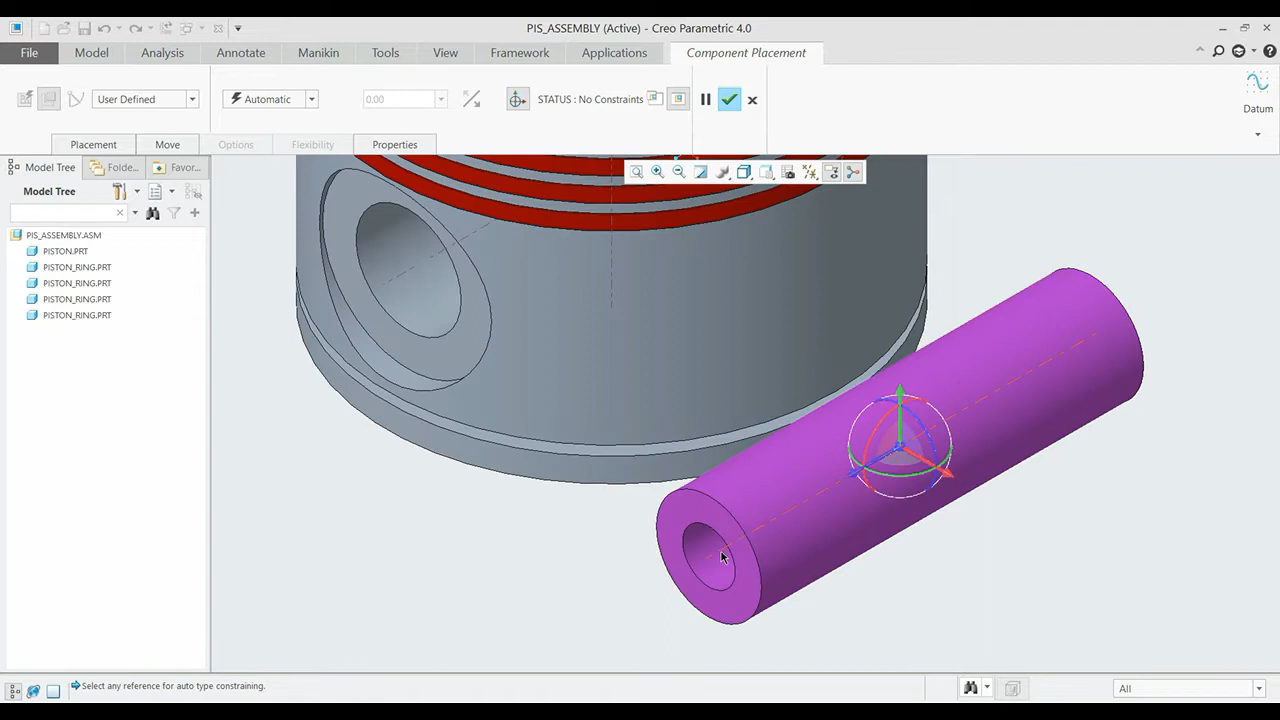 PIS_ASSEMBLY (Active) - Creo Parametric 4.0
File Model Analysis Annotate Manikin Tools View Framework Applications Component Placement
User Defined Automatic 0.00 STATUS : No Constraints Datum
Placement Move Options Flexibility Properties
Model Tree Folde... Favor...
Model Tree
PIS_ASSEMBLY.ASM
PISTON.PRT
PISTON_RING.PRT
PISTON_RING.PRT
PISTON_RING.PRT
PISTON_RING.PRT
Select any reference for auto type constraining.
All